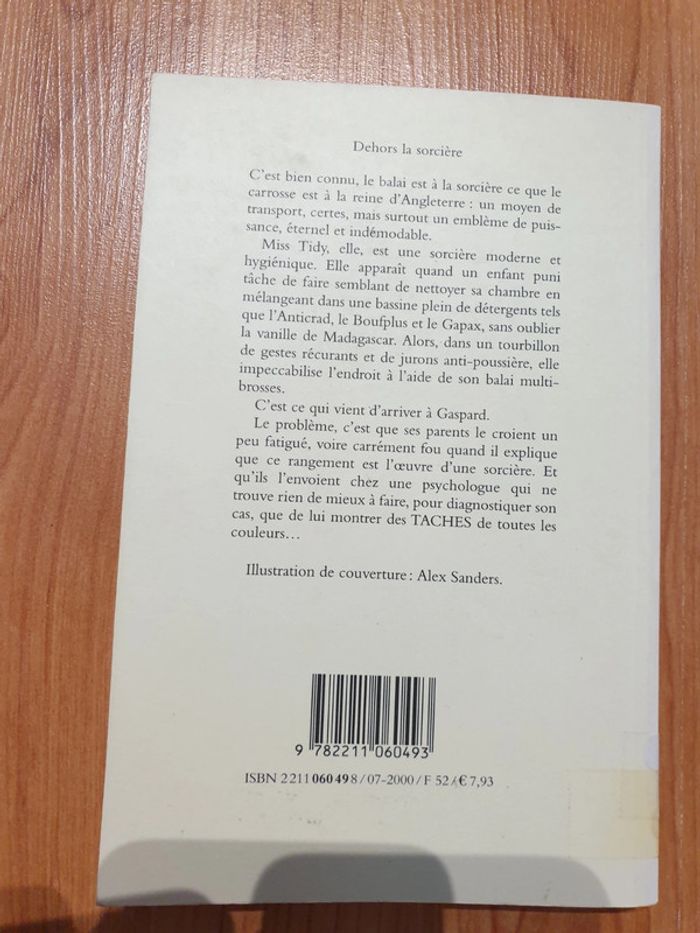 Dehors la sorcière
C'est bien connu, le balai est à la sorcière ce que le
carrosse est à la reine d'Angleterre : un moyen de
transport, certes, mais surtout un emblème de puis-
sance, éternel et indémodable.
Miss Tidy, elle, est une sorcière moderne et
hygiénique. Elle apparaît quand un enfant puni
tâche de faire semblant de nettoyer sa chambre en
mélangeant dans une bassine plein de détergents tels
que l'Anticrad, le Boufplus et le Gapax, sans oublier
la vanille de Madagascar. Alors, dans un tourbillon
de gestes récurants et de jurons anti-poussière, elle
impeccabilise l'endroit à l'aide de son balai multi-
brosses.
C'est ce qui vient d'arriver à Gaspard.
Le problème, c'est que ses parents le croient un
peu fatigué, voire carrément fou quand il explique
que ce rangement est l'œuvre d'une sorcière. Et
qu'ils l'envoient chez une psychologue qui ne
trouve rien de mieux à faire, pour diagnostiquer son
cas, que de lui montrer des TACHES de toutes les
couleurs…
Illustration de couverture : Alex Sanders.
9 782211 060493
ISBN 2 211 060 49 8 / 07-2000 / F 52 / € 7,93